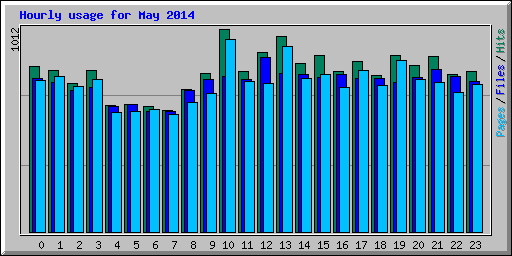 Hourly usage for May 2014
1012
Pages / Files / Hits
0 1 2 3 4 5 6 7 8 9 10 11 12 13 14 15 16 17 18 19 20 21 22 23